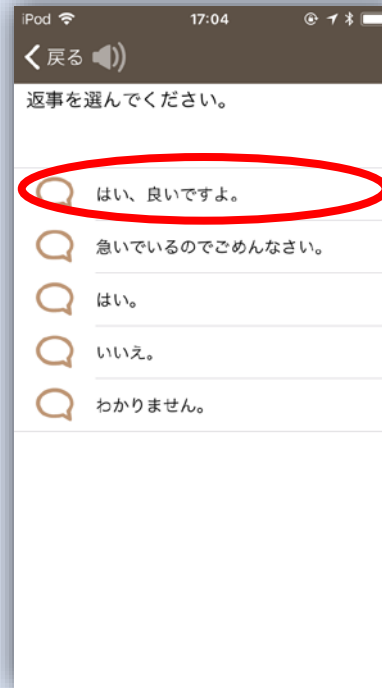 iPod 17:04
戻る
返事を選んでください。
はい、良いですよ。
急いでいるのでごめんなさい。
はい。
いいえ。
わかりません。